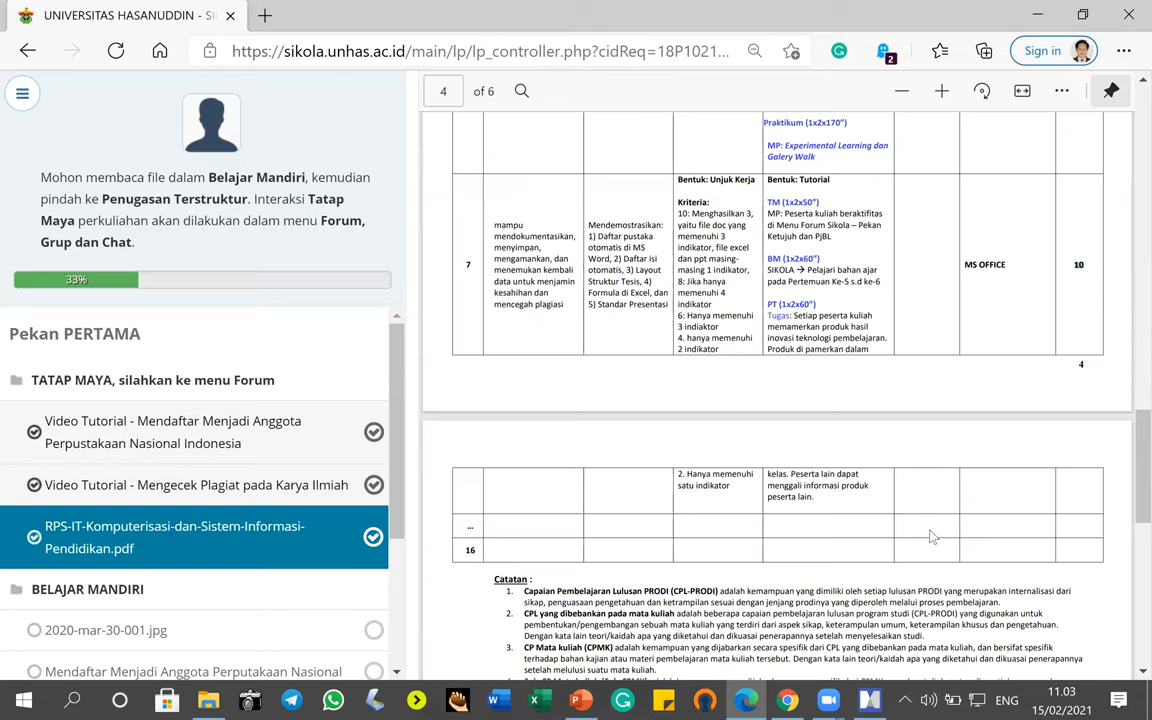 UNIVERSITAS HASANUDDIN - Si
https://sikola.unhas.ac.id/main/lp/lp_controller.php?cidReq=18P1021...
2
Sign in
4 of 6
Mohon membaca file dalam Belajar Mandiri, kemudian
pindah ke Penugasan Terstruktur. Interaksi Tatap
Maya perkuliahan akan dilakukan dalam menu Forum,
Grup dan Chat.
33%
Pekan PERTAMA
TATAP MAYA, silahkan ke menu Forum
Video Tutorial - Mendaftar Menjadi Anggota
Perpustakaan Nasional Indonesia
Video Tutorial - Mengecek Plagiat pada Karya Ilmiah
RPS-IT-Komputerisasi-dan-Sistem-Informasi-
Pendidikan.pdf
BELAJAR MANDIRI
2020-mar-30-001.jpg
Mendaftar Menjadi Anggota Perputakaan Nasional
Praktikum (1x2x170”)
MP: Experimental Learning dan
Galery Walk
7
mampu
mendokumentasikan,
menyimpan,
mengamankan, dan
menemukan kembali
data untuk menjamin
kesahihan dan
mencegah plagiasi
Mendemostrasikan:
1) Daftar pustaka
otomatis di MS
Word, 2) Daftar isi
otomatis, 3) Layout
Struktur Tesis, 4)
Formula di Excel, dan
5) Standar Presentasi
Bentuk: Unjuk Kerja
Kriteria:
10: Menghasilkan 3,
yaitu file doc yang
memenuhi 3
indikator, file excel
dan ppt masing-
masing 1 indikator,
8: Jika hanya
memenuhi 4
indikator
6: Hanya memenuhi
3 indiaktor
4. hanya memenuhi
2 indikator
Bentuk: Tutorial
TM (1x2x50”)
MP: Peserta kuliah beraktifitas
di Menu Forum Sikola – Pekan
Ketujuh dan PjBL
BM (1x2x60”)
SIKOLA → Pelajari bahan ajar
pada Pertemuan Ke-5 s.d ke-6
PT (1x2x60”)
Tugas: Setiap peserta kuliah
memamerkan produk hasil
inovasi teknologi pembelajaran.
Produk di pamerkan dalam
MS OFFICE
10
4
2. Hanya memenuhi
satu indikator
kelas. Peserta lain dapat
menggali informasi produk
peserta lain.
...
16
Catatan :
1. Capaian Pembelajaran Lulusan PRODI (CPL-PRODI) adalah kemampuan yang dimiliki oleh setiap lulusan PRODI yang merupakan internalisasi dari
sikap, penguasaan pengetahuan dan ketrampilan sesuai dengan jenjang prodinya yang diperoleh melalui proses pembelajaran.
2. CPL yang dibebankan pada mata kuliah adalah beberapa capaian pembelajaran lulusan program studi (CPL-PRODI) yang digunakan untuk
pembentukan/pengembangan sebuah mata kuliah yang terdiri dari aspek sikap, keterampulan umum, keterampilan khusus dan pengetahuan.
Dengan kata lain teori/kaidah apa yang diketahui dan dikuasai penerapannya setelah menyelesaikan studi.
3. CP Mata kuliah (CPMK) adalah kemampuan yang dijabarkan secara spesifik dari CPL yang dibebankan pada mata kuliah, dan bersifat spesifik
terhadap bahan kajian atau materi pembelajaran mata kuliah tersebut. Dengan kata lain teori/kaidah apa yang diketahui dan dikuasai penerapannya
setelah melusui suatu mata kuliah.
ENG
11.03
15/02/2021